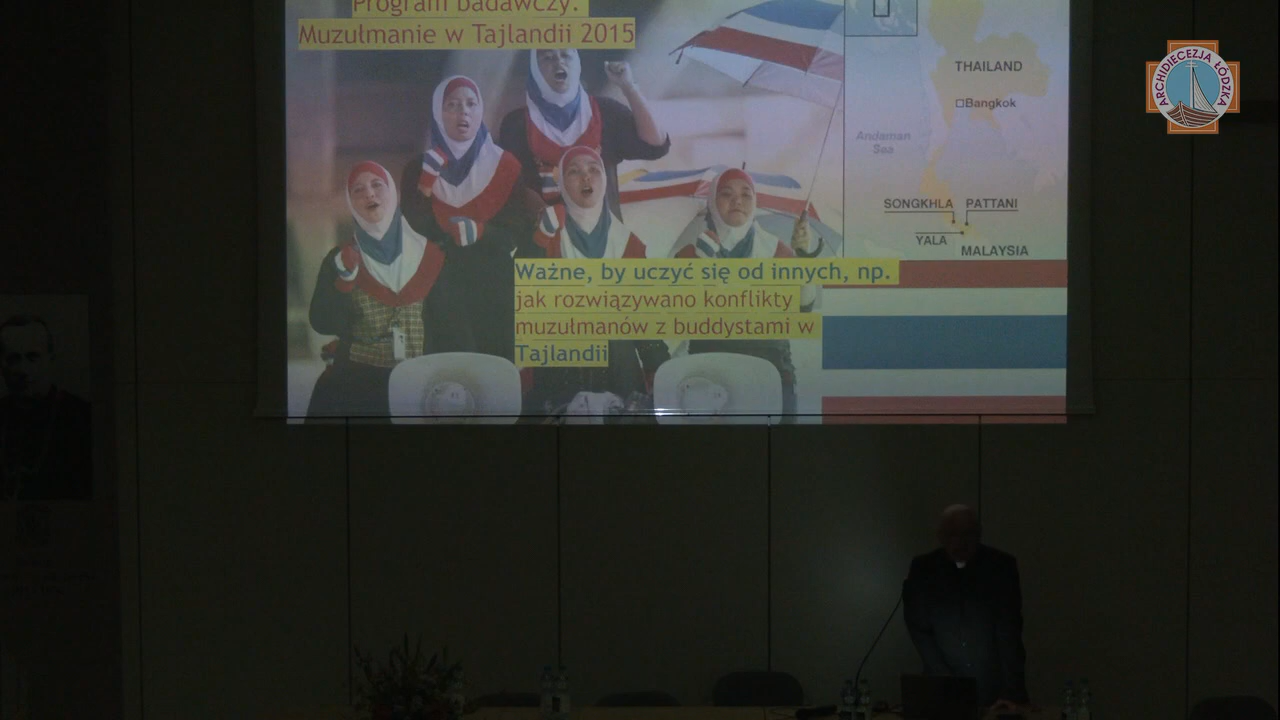 Program badawczy:
Muzułmanie w Tajlandii 2015
THAILAND
Bangkok
Andaman
Sea
SONGKHLA PATTANI
YALA
MALAYSIA
Ważne, by uczyć się od innych, np.
jak rozwiązywano konflikty
muzułmanów z buddystami w
Tajlandii
ARCHIDIECEZJA ŁÓDZKA